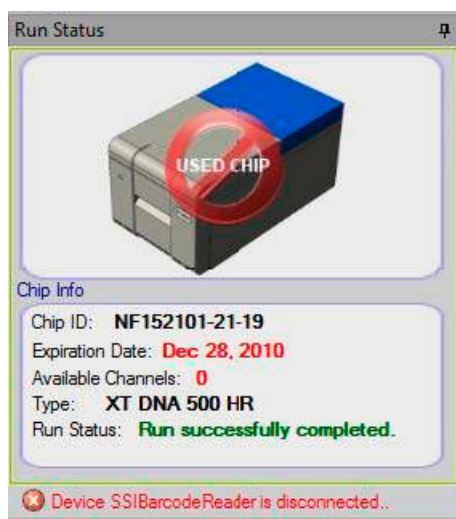 Run Status
USED CHIP
Chip Info
Chip ID: NF152101-21-19
Expiration Date: Dec 28, 2010
Available Channels: 0
Type: XT DNA 500 HR
Run Status: Run successfully completed.
Device SSIBarcodeReader is disconnected..